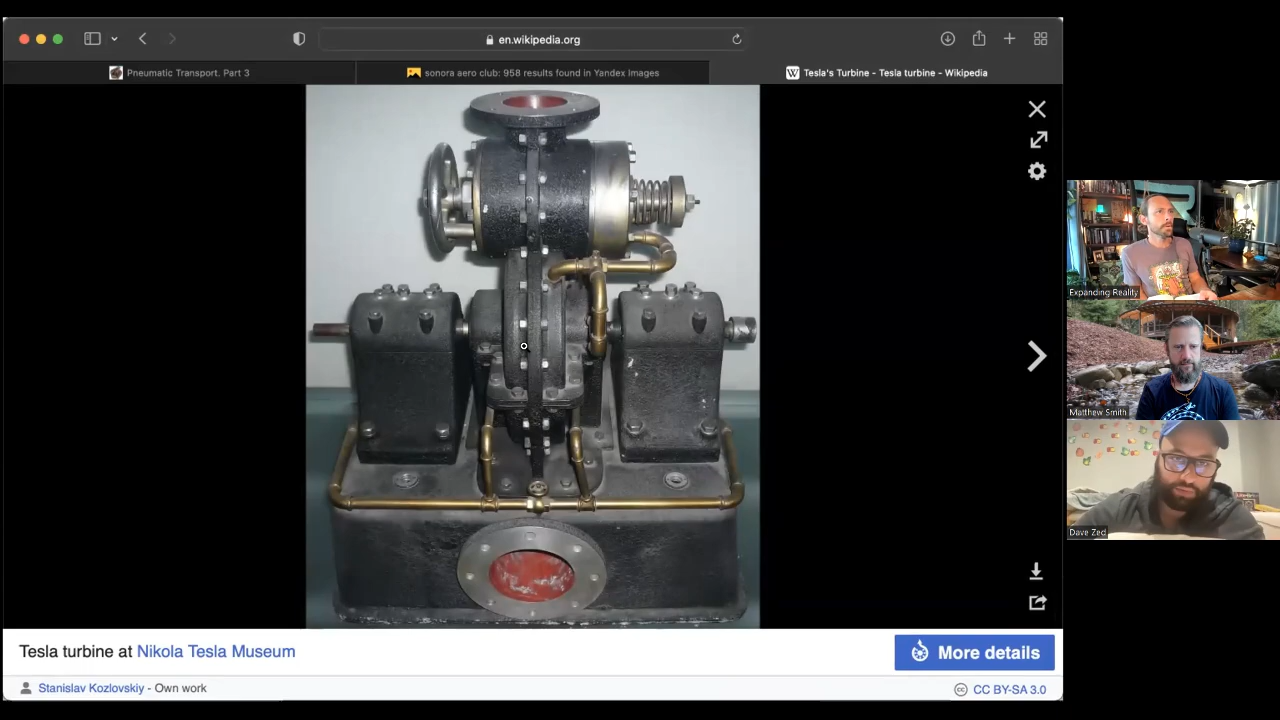 en.wikipedia.org
Pneumatic Transport. Part 3
sonora aero club: 958 results found in Yandex Images
W Tesla's Turbine - Tesla turbine – Wikipedia
Expanding Reality
Matthew Smith
Dave Zed
Tesla turbine at Nikola Tesla Museum
More details
Stanislav Kozlovskiy - Own work
cc CC BY-SA 3.0